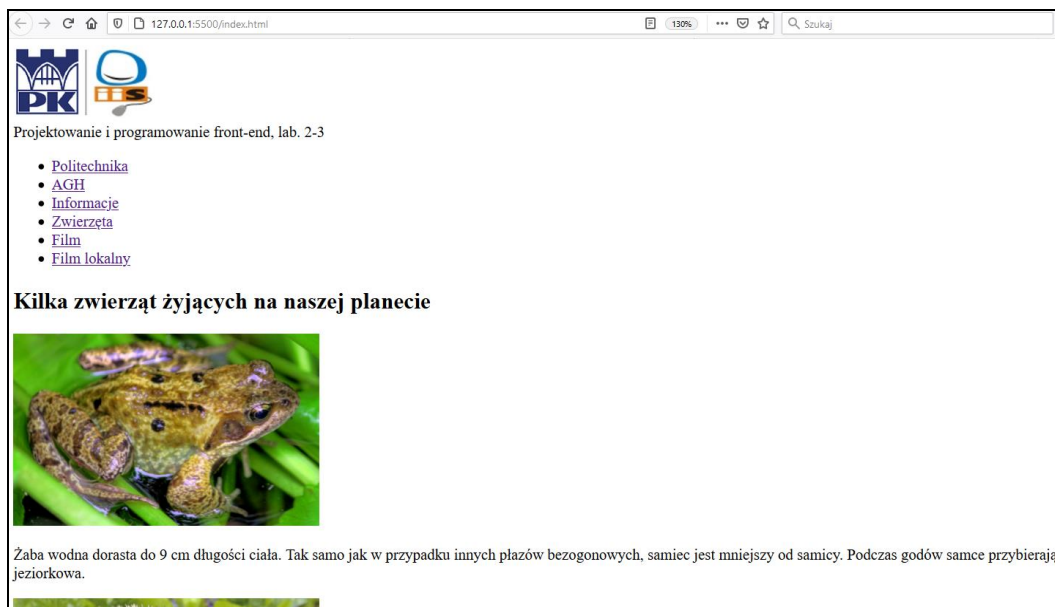 127.0.0.1:5500/index.html
130%
Szukaj
PK
iis
Projektowanie i programowanie front-end, lab. 2-3
Politechnika
AGH
Informacje
Zwierzęta
Film
Film lokalny
Kilka zwierząt żyjących na naszej planecie
Żaba wodna dorasta do 9 cm długości ciała. Tak samo jak w przypadku innych płazów bezogonowych, samiec jest mniejszy od samicy. Podczas godów samce przybierają
jeziorkowa.